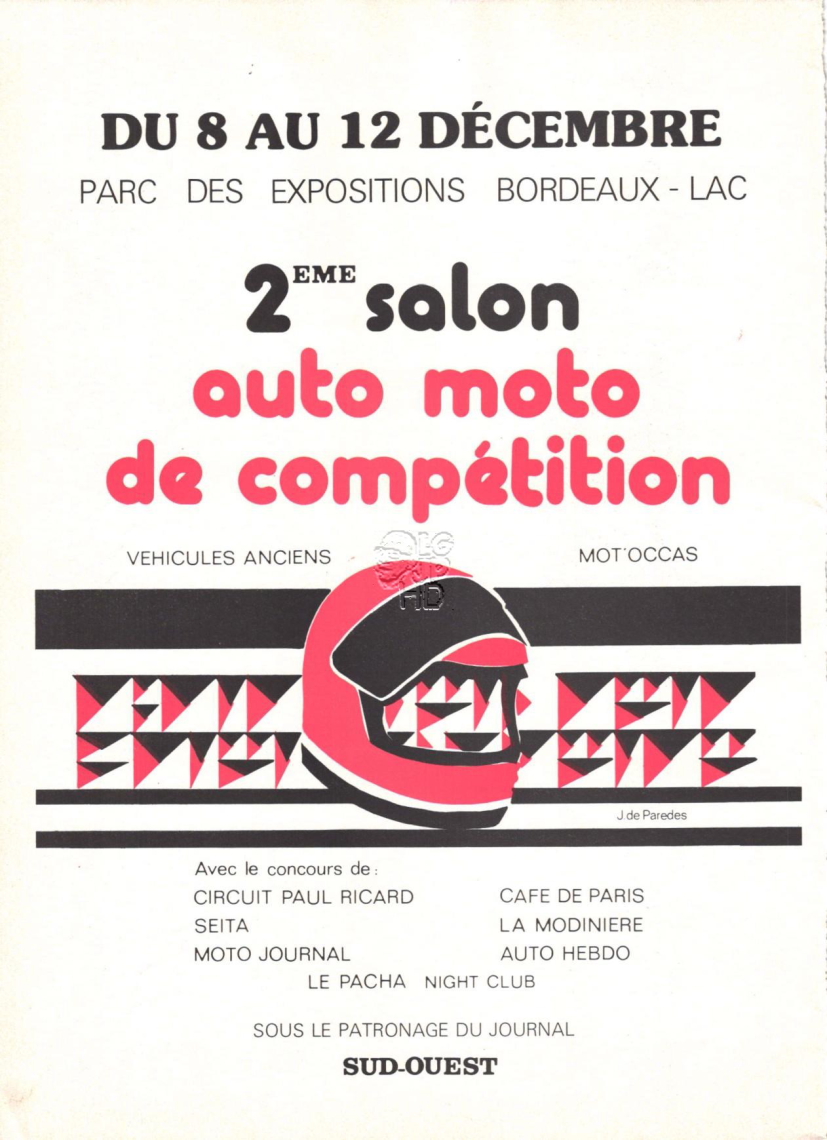 DU 8 AU 12 DÉCEMBRE
PARC DES EXPOSITIONS BORDEAUX - LAC
2EME salon
auto moto
de compétition
VEHICULES ANCIENS
MOT'OCCAS
LG
HD
J. de Paredes
Avec le concours de :
CIRCUIT PAUL RICARD
CAFE DE PARIS
SEITA
LA MODINIERE
MOTO JOURNAL
AUTO HEBDO
LE PACHA NIGHT CLUB
SOUS LE PATRONAGE DU JOURNAL
SUD-OUEST